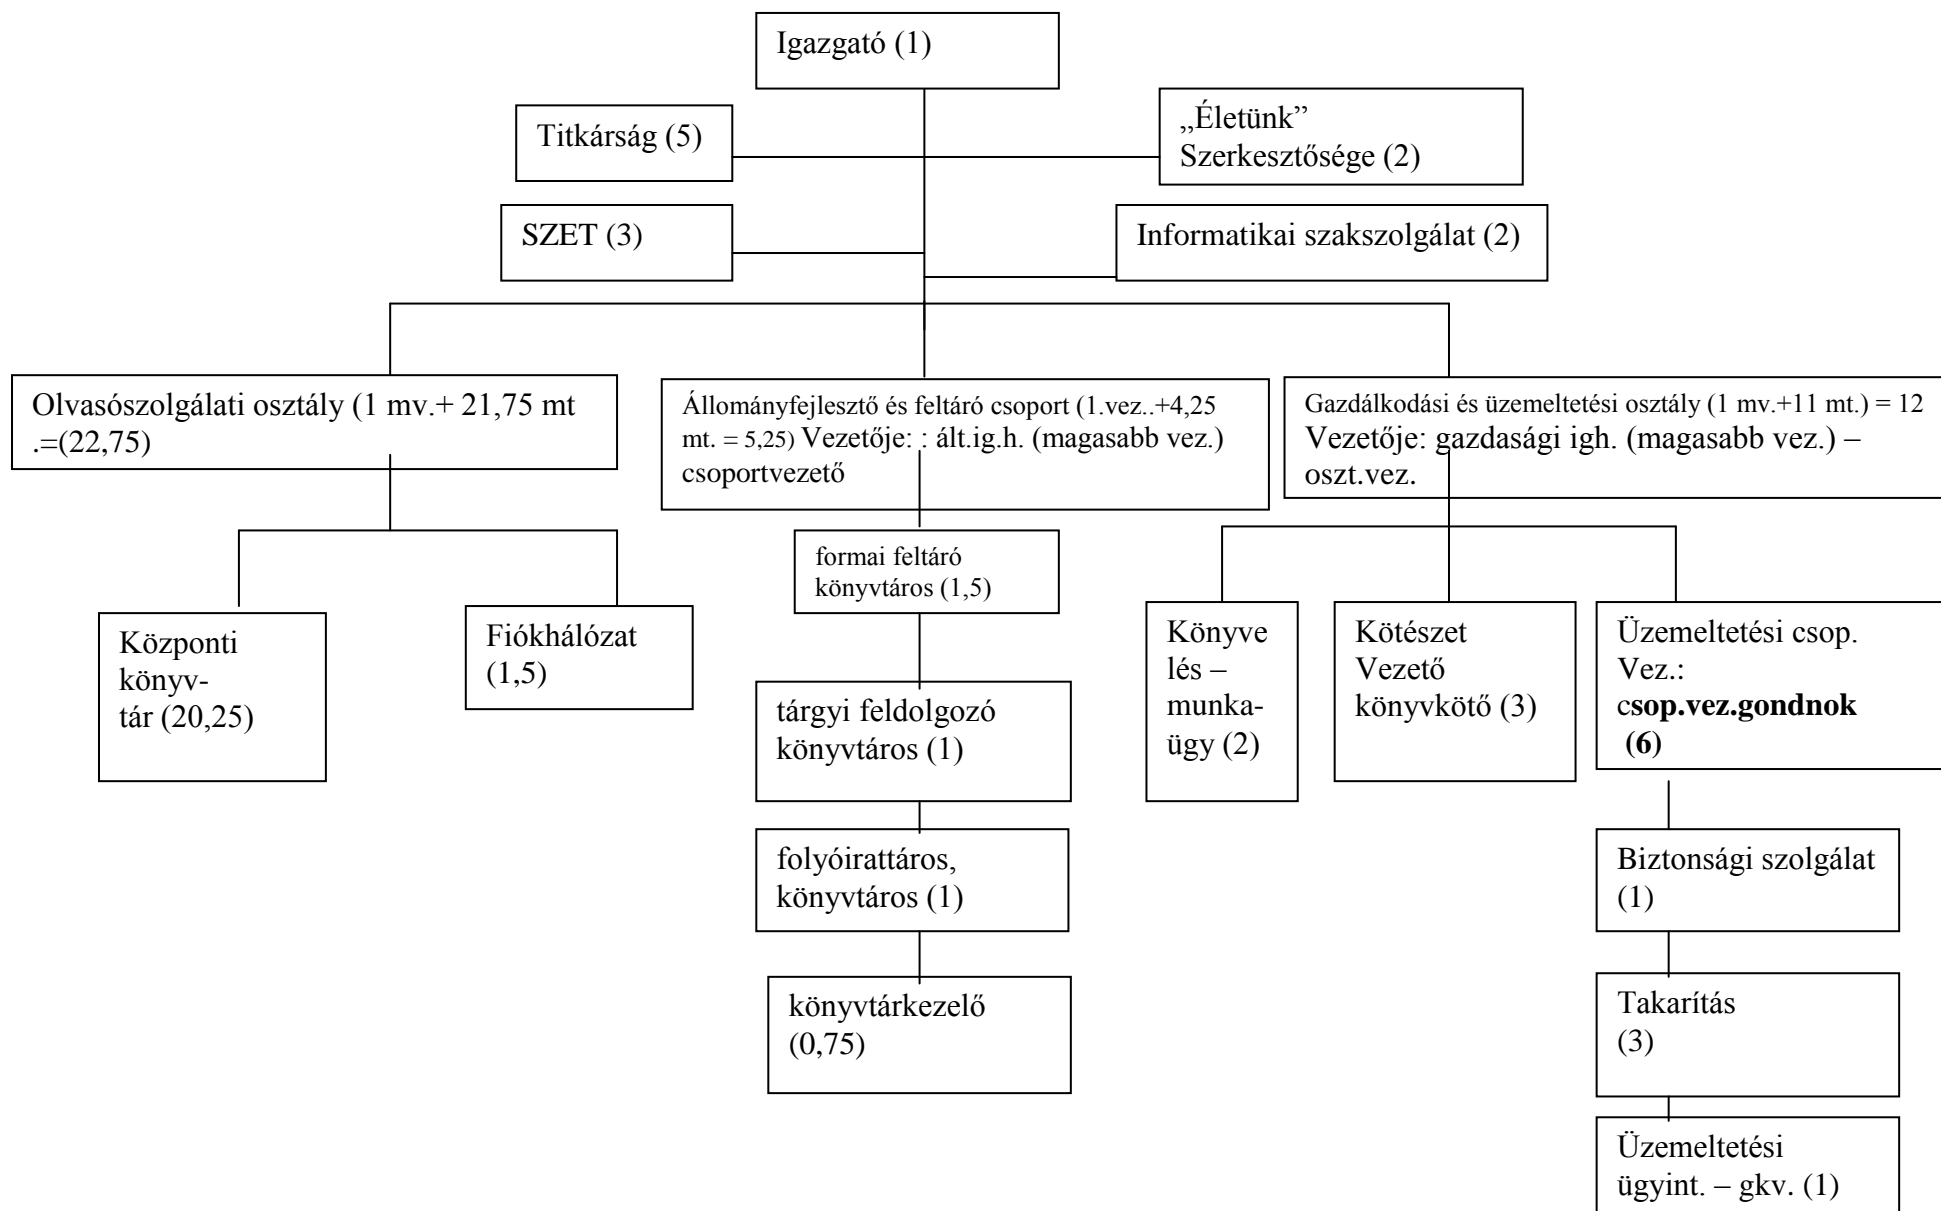 Igazgató (1)
Titkárság (5)
„Életünk”
Szerkesztősége (2)
SZET (3)
Informatikai szakszolgálat (2)
Olvasószolgálati osztály (1 mv.+ 21,75 mt
.=(22,75)
Állományfejlesztő és feltáró csoport (1.vez..+4,25
mt. = 5,25) Vezetője: : ált.ig.h. (magasabb vez.)
csoportvezető
Gazdálkodási és üzemeltetési osztály (1 mv.+11 mt.) = 12
Vezetője: gazdasági igh. (magasabb vez.) –
oszt.vez.
Központi
könyv-
tár (20,25)
Fiókhálózat
(1,5)
formai feltáró
könyvtáros (1,5)
tárgyi feldolgozó
könyvtáros (1)
folyóirattáros,
könyvtáros (1)
könyvtárkezelő
(0,75)
Könyve
lés –
munka-
ügy (2)
Kötészet
Vezető
könyvkötő (3)
Üzemeltetési csop.
Vez.:
csop.vez.gondnok
(6)
Biztonsági szolgálat
(1)
Takarítás
(3)
Üzemeltetési
ügyint. – gkv. (1)